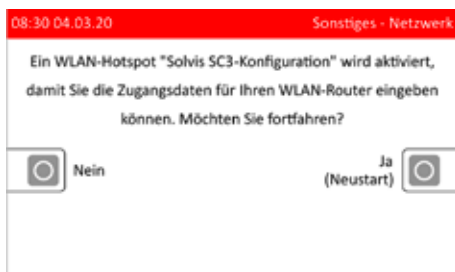 08:30 04.03.20 Sonstiges - Netzwerk
Ein WLAN-Hotspot "Solvis SC3-Konfiguration" wird aktiviert,
damit Sie die Zugangsdaten für Ihren WLAN-Router eingeben
können. Möchten Sie fortfahren?
Nein
Ja
(Neustart)